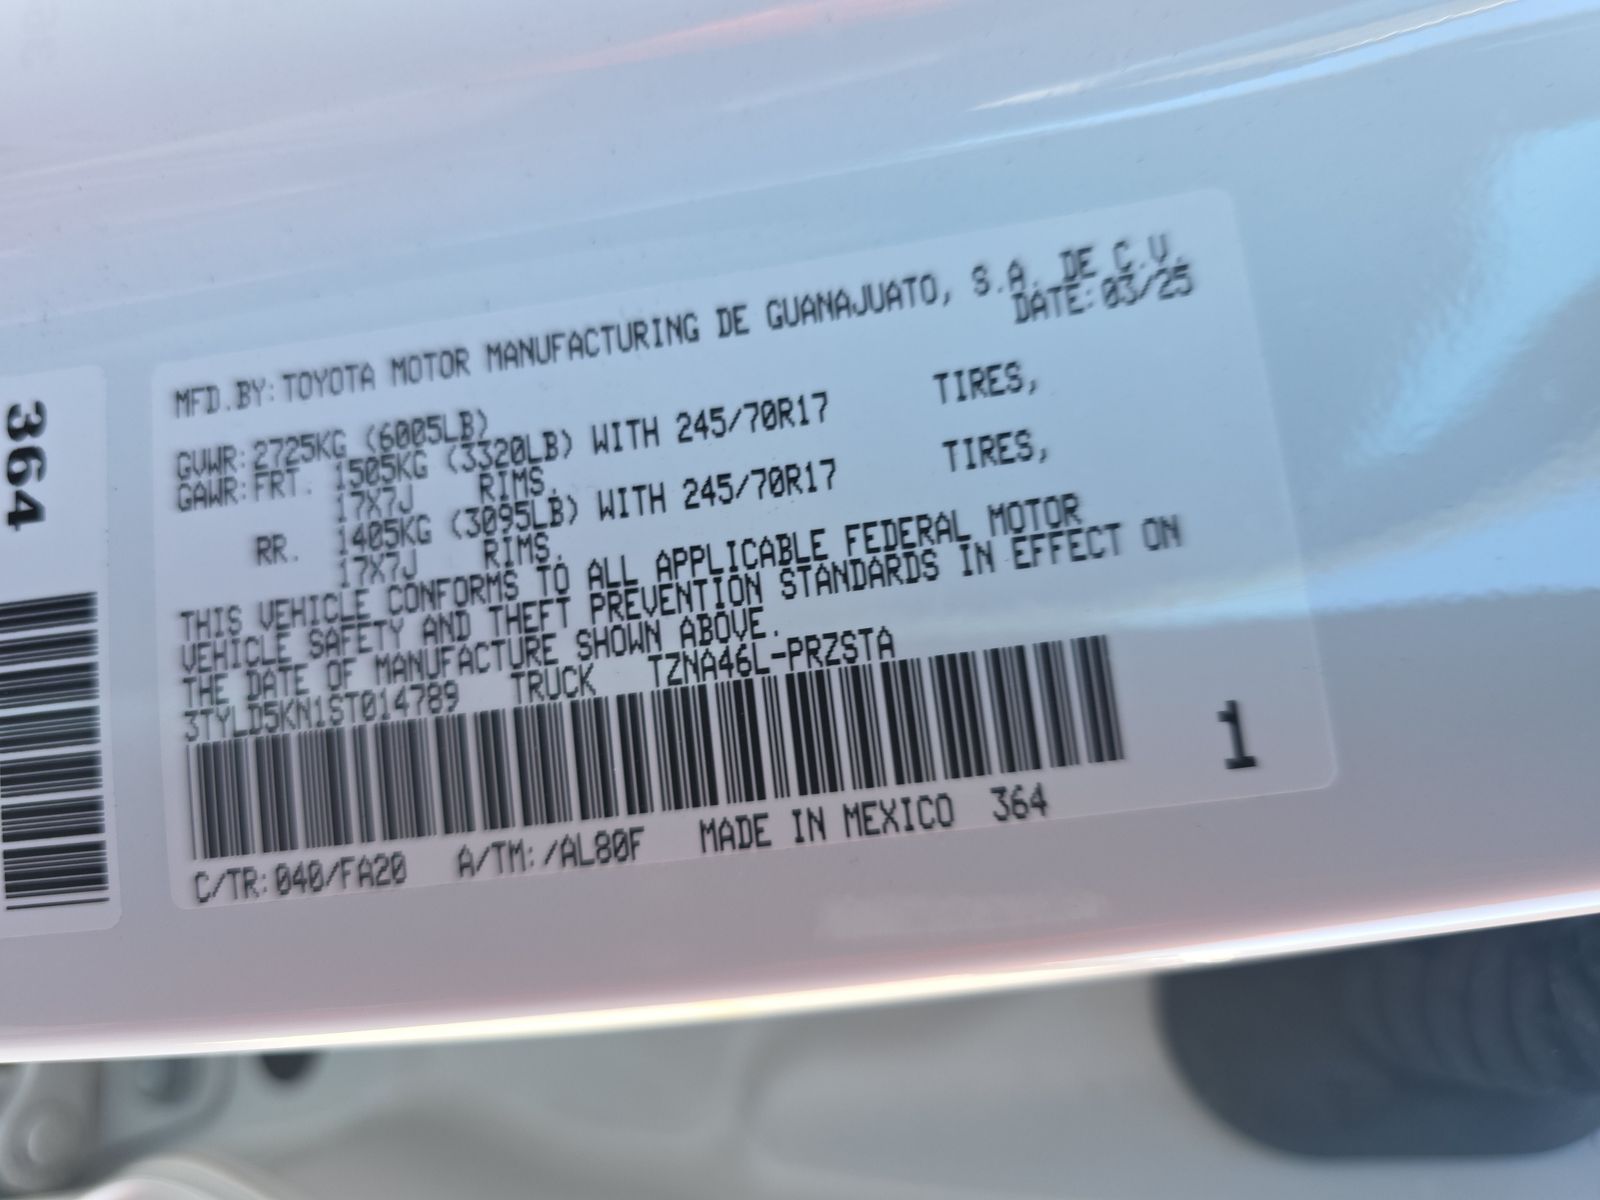 MFD.BY: TOYOTA MOTOR MANUFACTURING DE GUANAJUATO, S.A. DE C.V.
DATE: 03/25
GVWR: 2725KG (6005LB)
GAWR: FRT. 1505KG (3320LB) WITH 245/70R17 TIRES,
17X7J RIMS.
RR. 1405KG (3095LB) WITH 245/70R17 TIRES,
17X7J RIMS.
THIS VEHICLE CONFORMS TO ALL APPLICABLE FEDERAL MOTOR
VEHICLE SAFETY AND THEFT PREVENTION STANDARDS IN EFFECT ON
THE DATE OF MANUFACTURE SHOWN ABOVE.
3TYLD5KN1ST014789 TRUCK TZNA46L-PRZSTA
1
C/TR: 040/FA20 A/TM: /AL80F MADE IN MEXICO 364
364